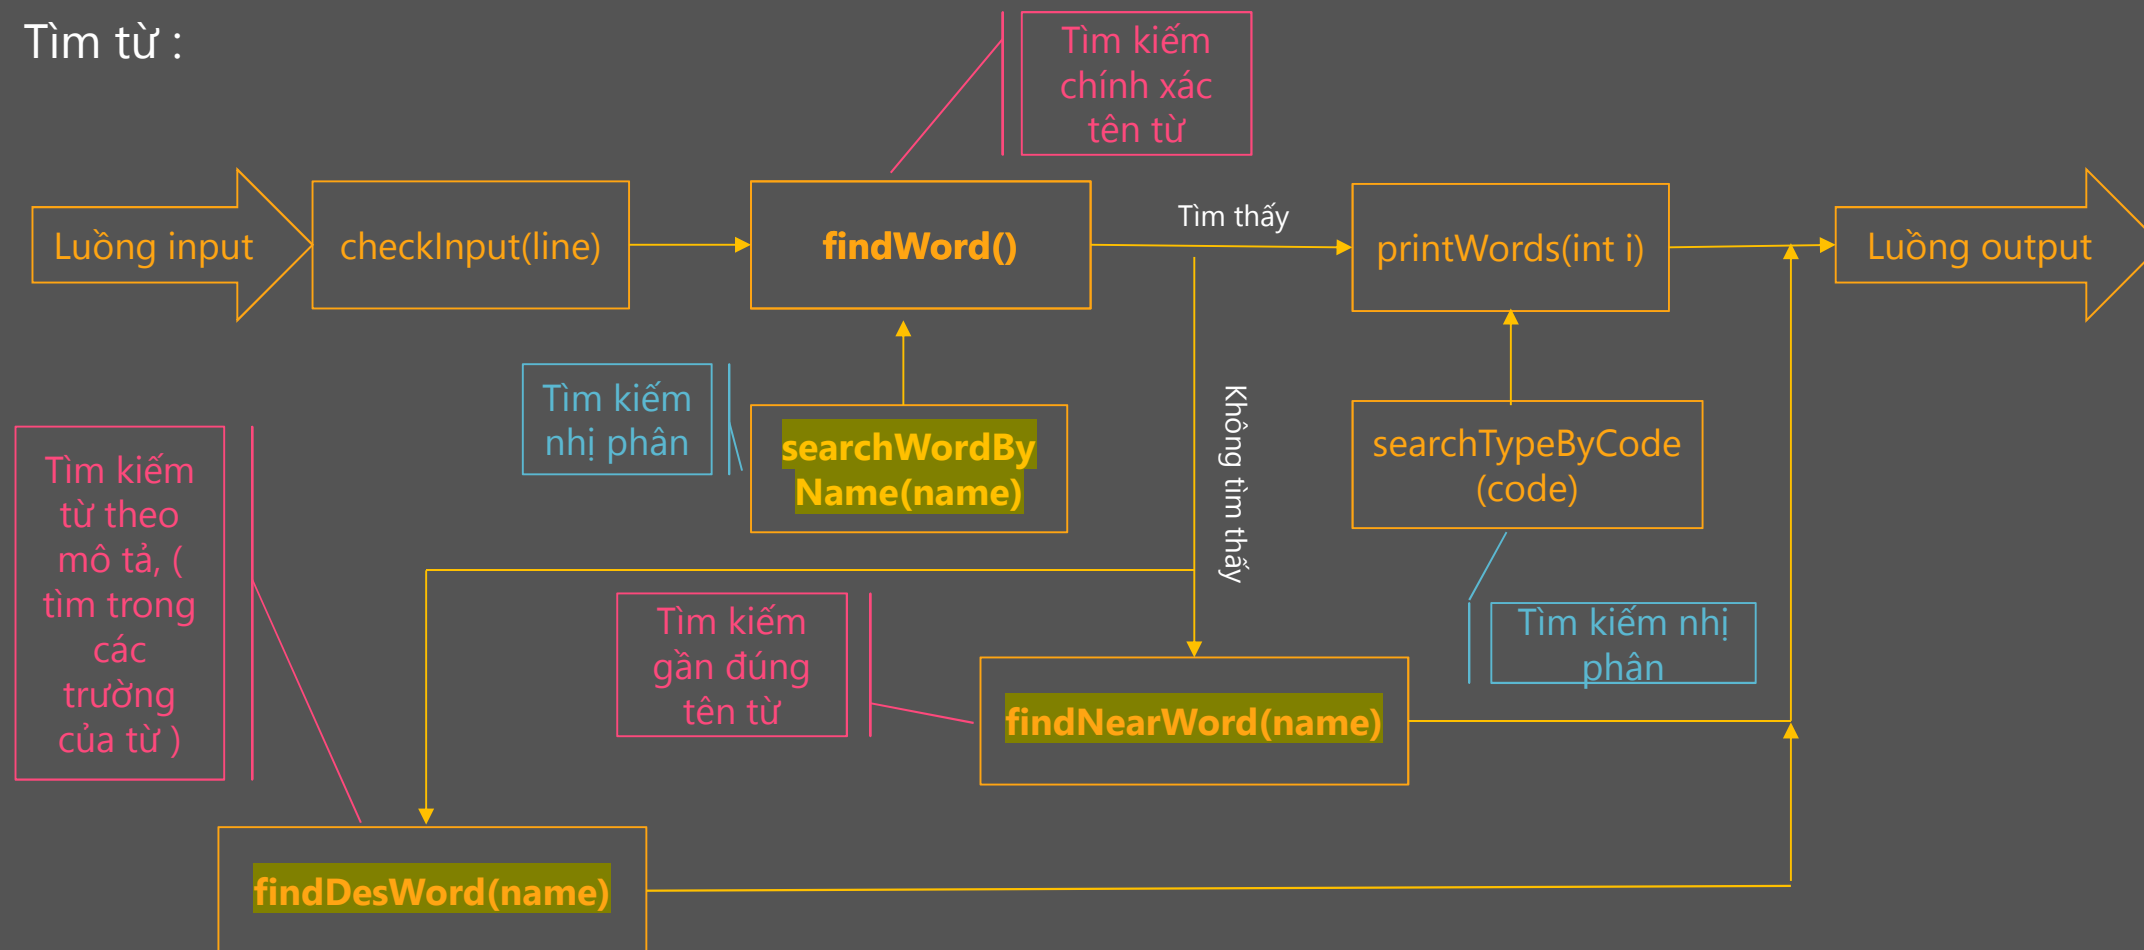 Tìm từ :
Tìm kiếm
chính xác
tên từ
Luồng input
checkInput(line)
findWord()
Tìm thấy
printWords(int i)
Luồng output
Tìm kiếm
nhị phân
searchWordBy
Name(name)
Không tìm thấy
searchTypeByCode
(code)
Tìm kiếm
từ theo
mô tả, (
tìm trong
các
trường
của từ )
Tìm kiếm
gần đúng
tên từ
Tìm kiếm nhị
phân
findNearWord(name)
findDesWord(name)